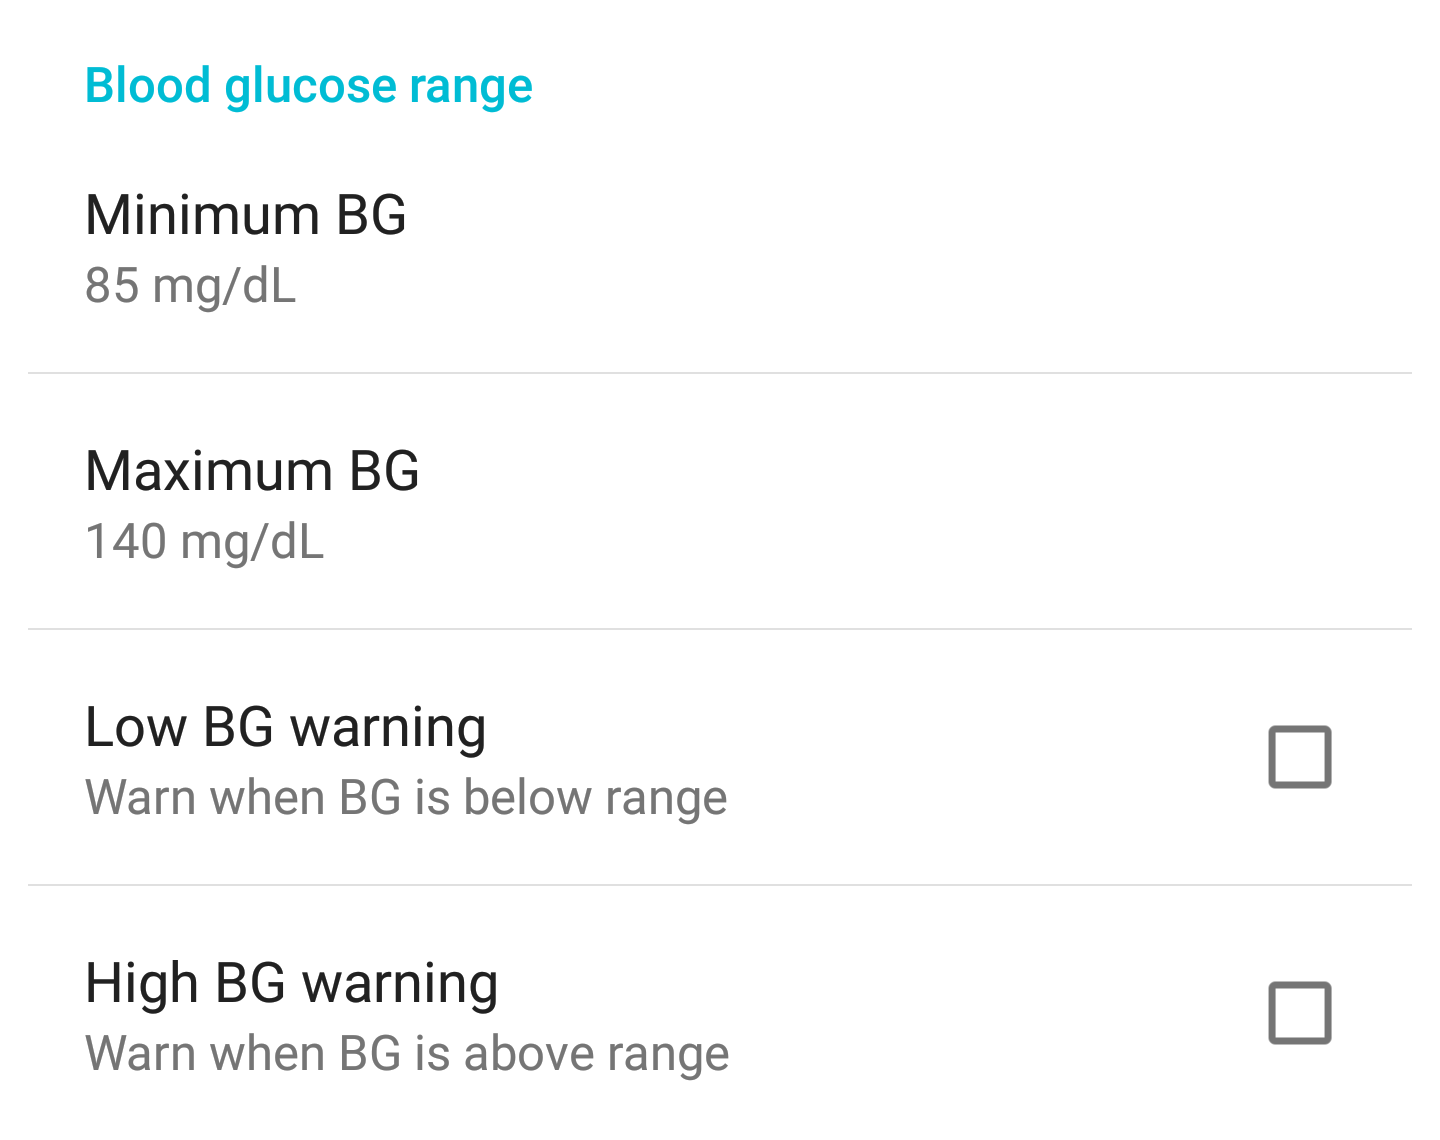 Blood glucose range
Minimum BG
85 mg/dL
Maximum BG
140 mg/dL
Low BG warning
Warn when BG is below range
High BG warning
Warn when BG is above range